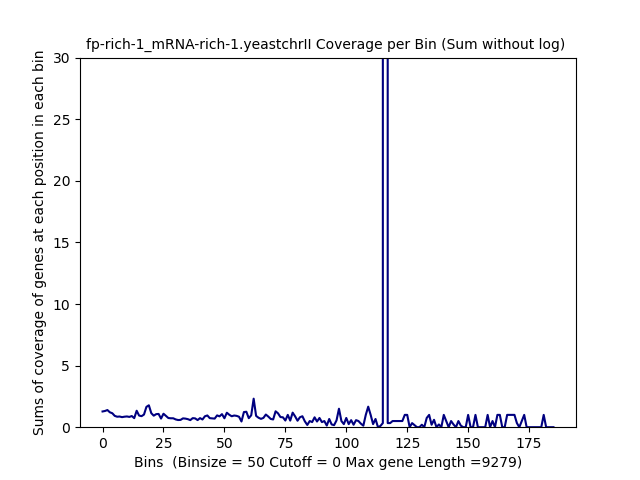 fp-rich-1_mRNA-rich-1.yeastchrII Coverage per Bin (Sum without log)
Sums of coverage of genes at each position in each bin
30
25
20
15
10
5
0
0 25 50 75 100 125 150 175
Bins  (Binsize = 50 Cutoff = 0 Max gene Length =9279)